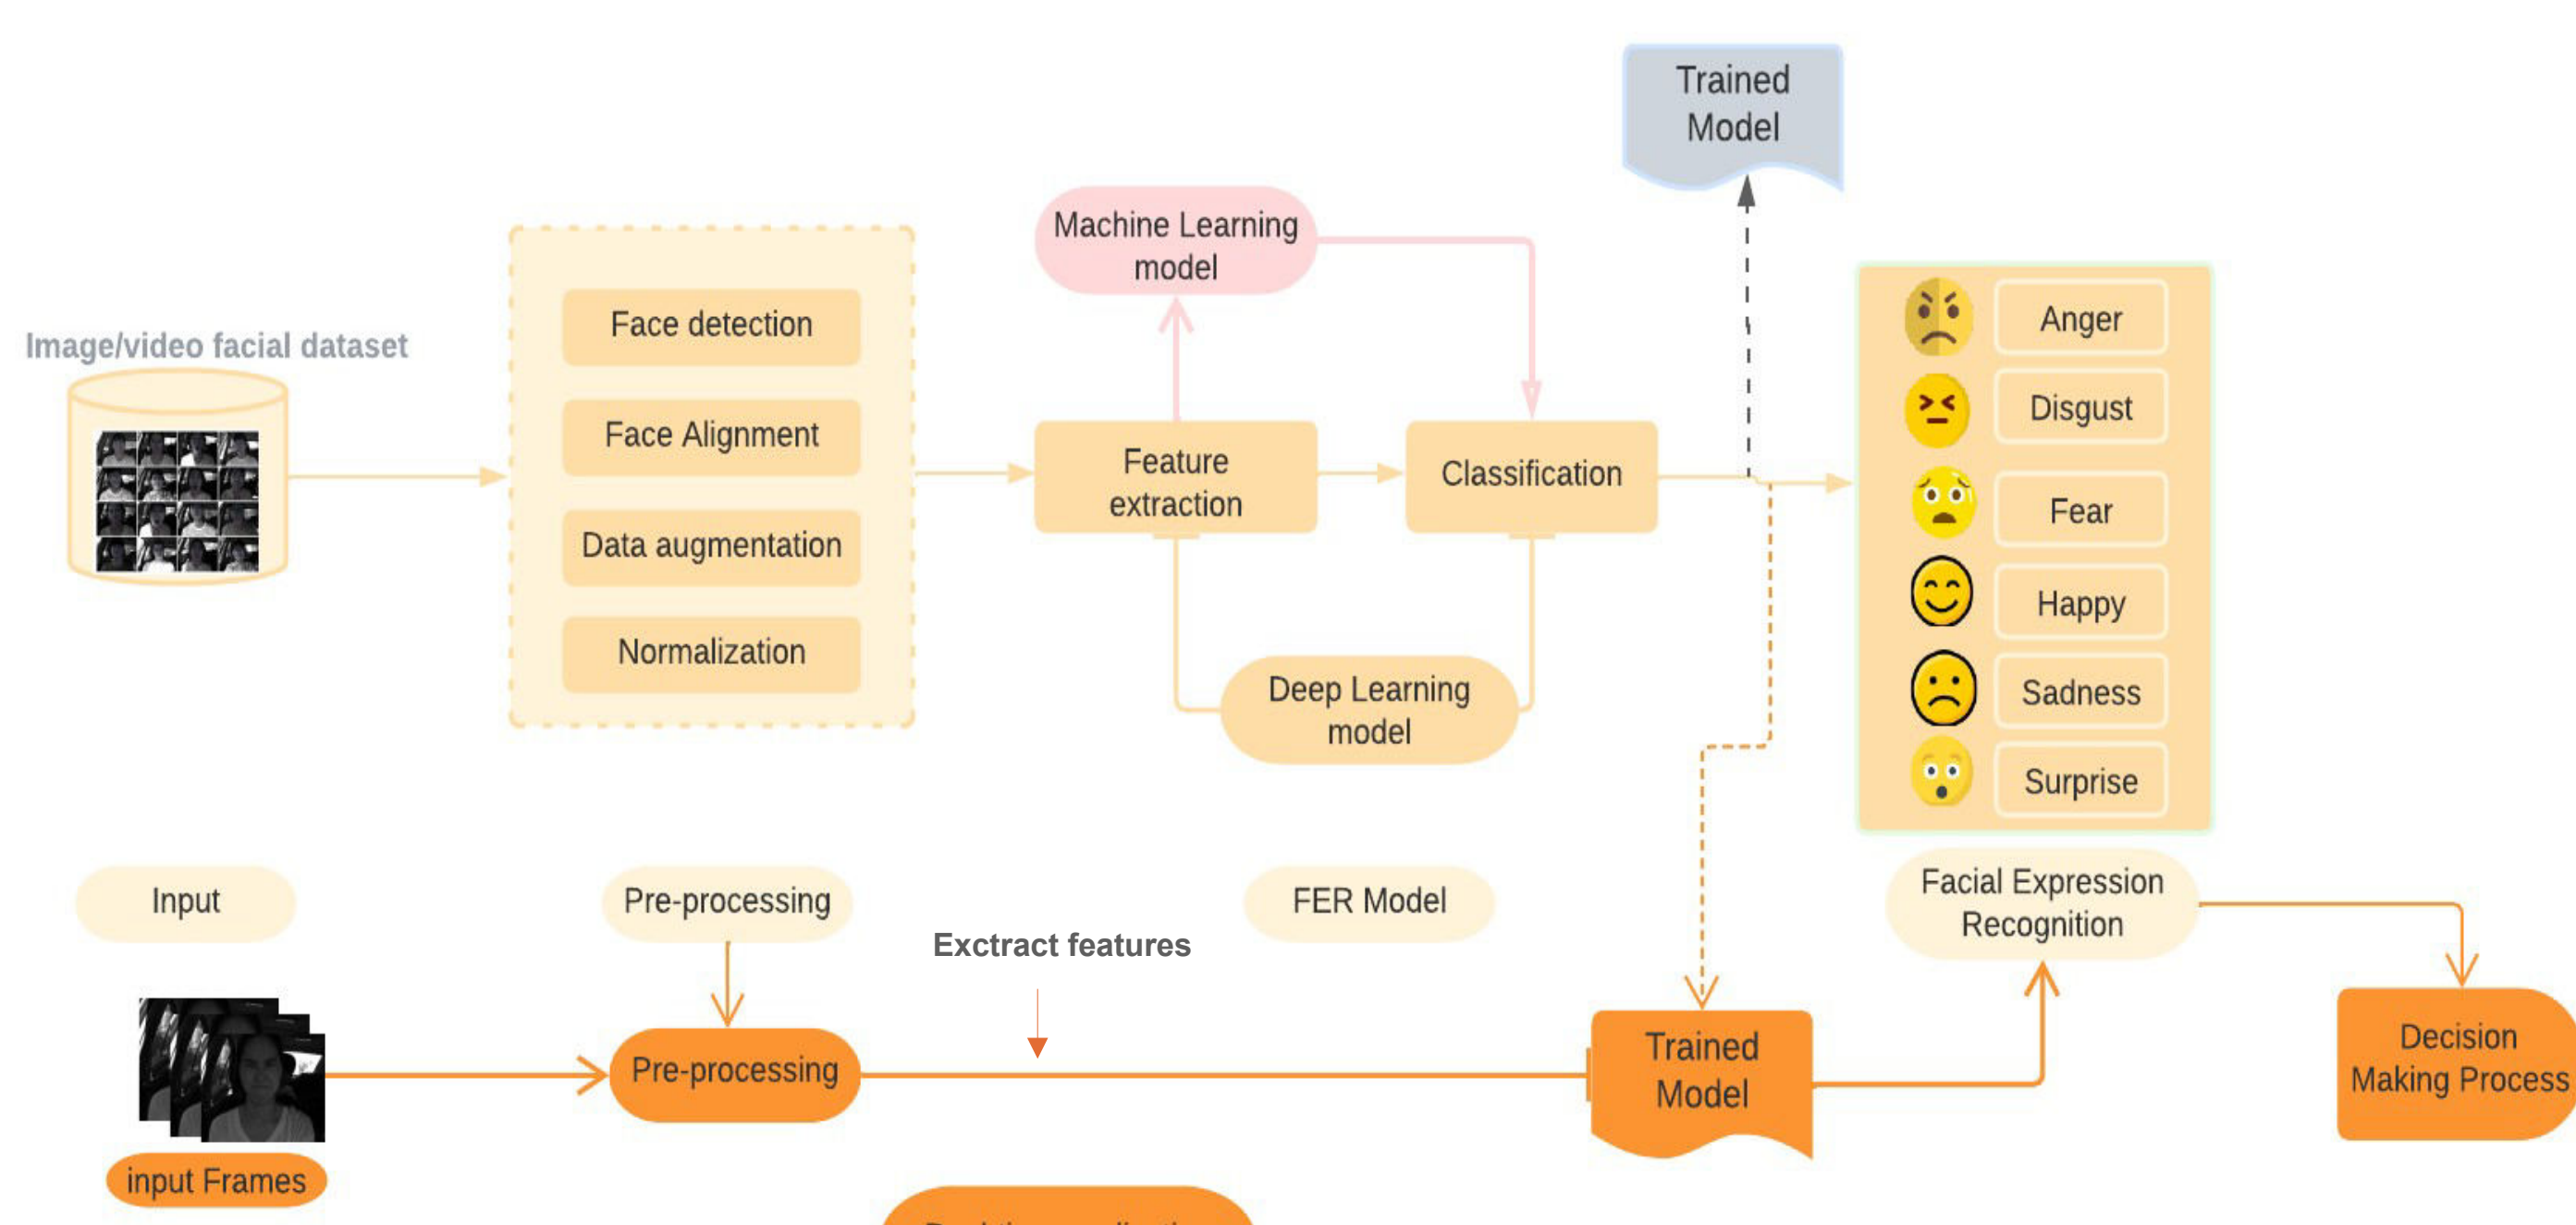 Trained
Model
Machine Learning
model
Image/video facial dataset
Face detection
Face Alignment
Data augmentation
Normalization
Feature
extraction
Classification
Deep Learning
model
Anger
Disgust
Fear
Happy
Sadness
Surprise
Input
Pre-processing
FER Model
Facial Expression
Recognition
Exctract features
Pre-processing
Trained
Model
Decision
Making Process
input Frames